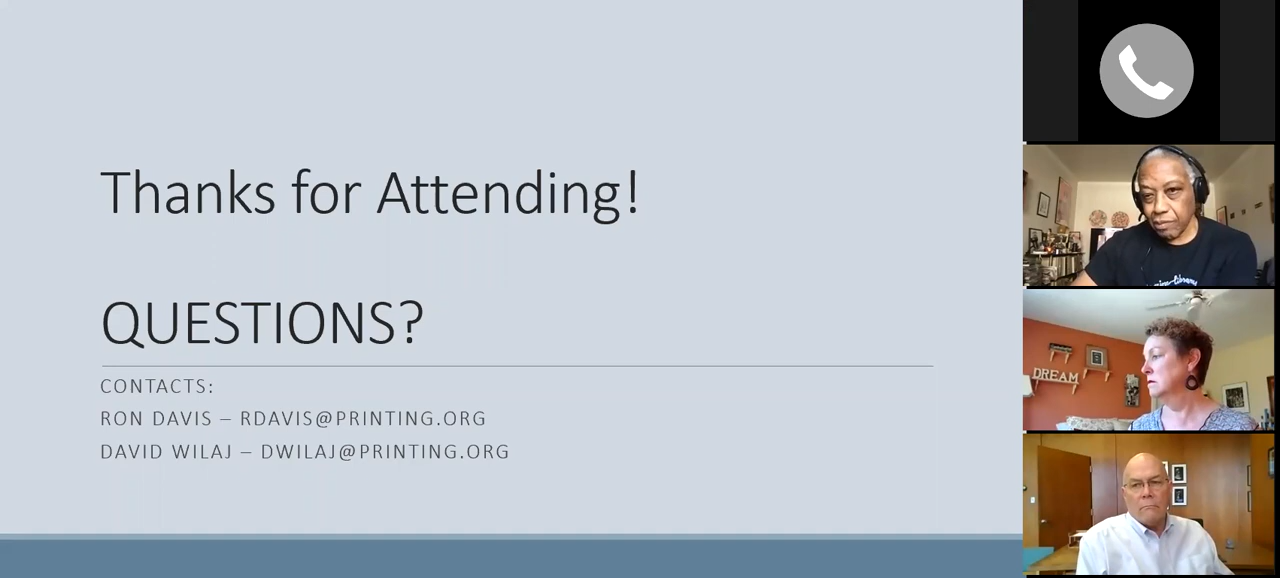 Thanks for Attending!
QUESTIONS?
CONTACTS:
RON DAVIS – RDAVIS@PRINTING.ORG
DAVID WILAJ – DWILAJ@PRINTING.ORG
DREAM